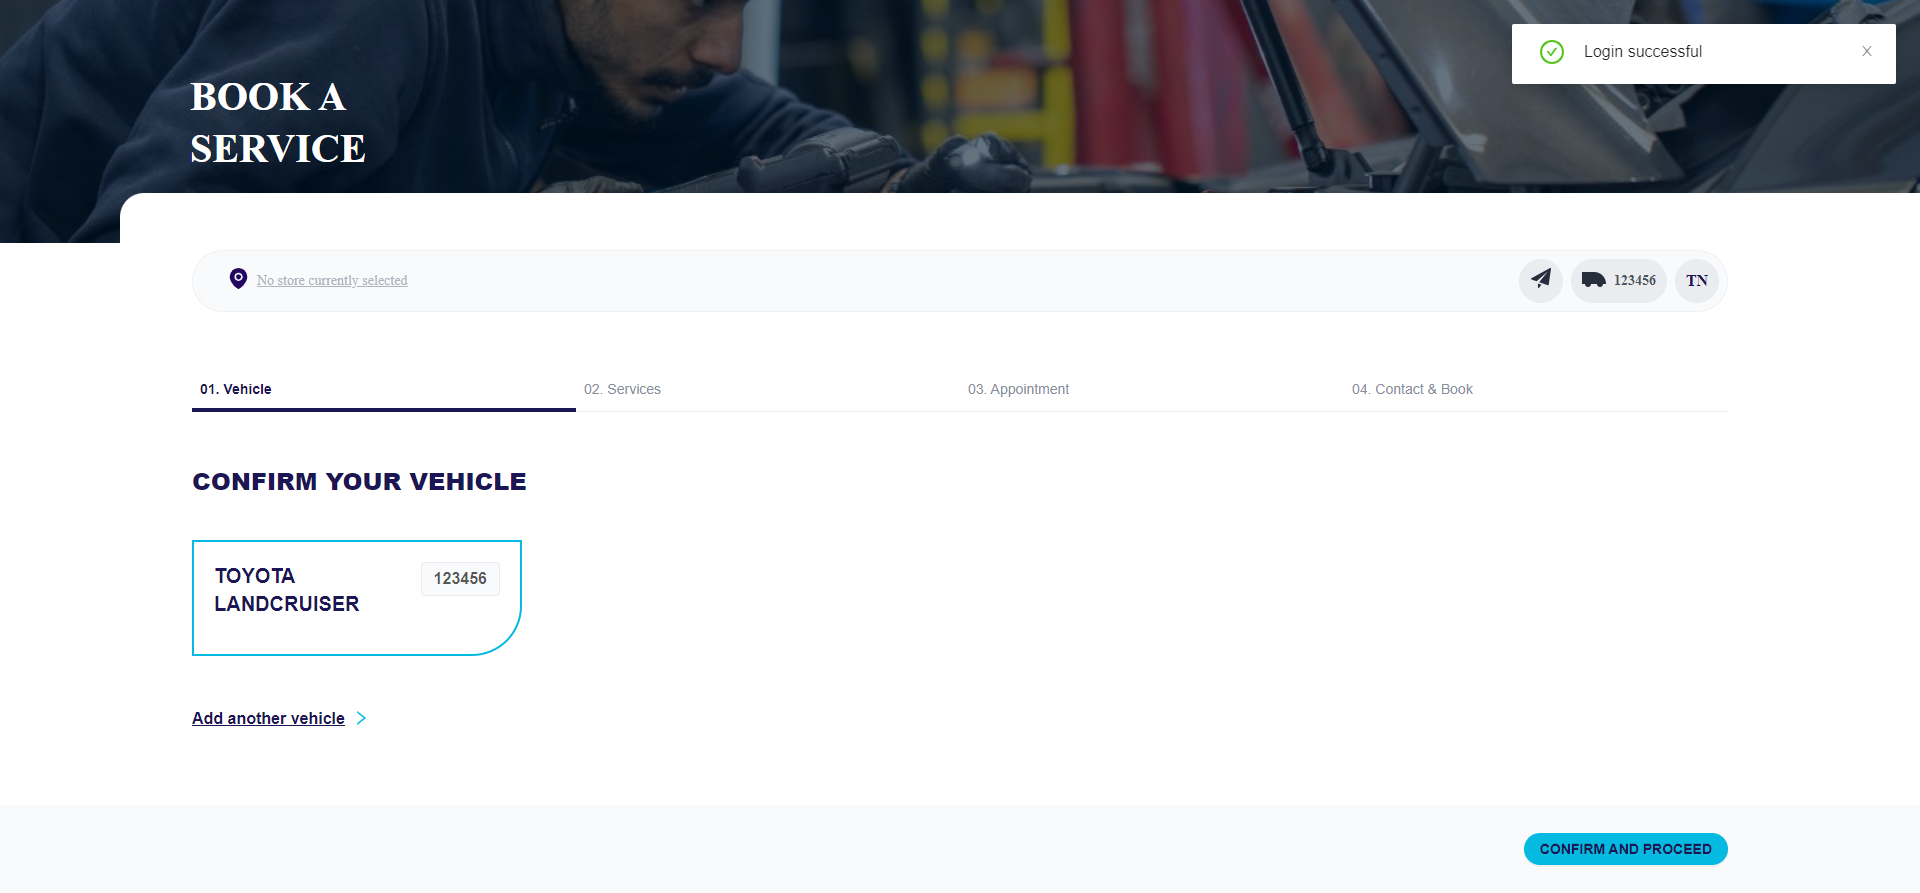 BOOK A
SERVICE
Login successful
No store currently selected
123456
TN
01. Vehicle
02. Services
03. Appointment
04. Contact & Book
CONFIRM YOUR VEHICLE
TOYOTA
LANDCRUISER
123456
Add another vehicle
CONFIRM AND PROCEED